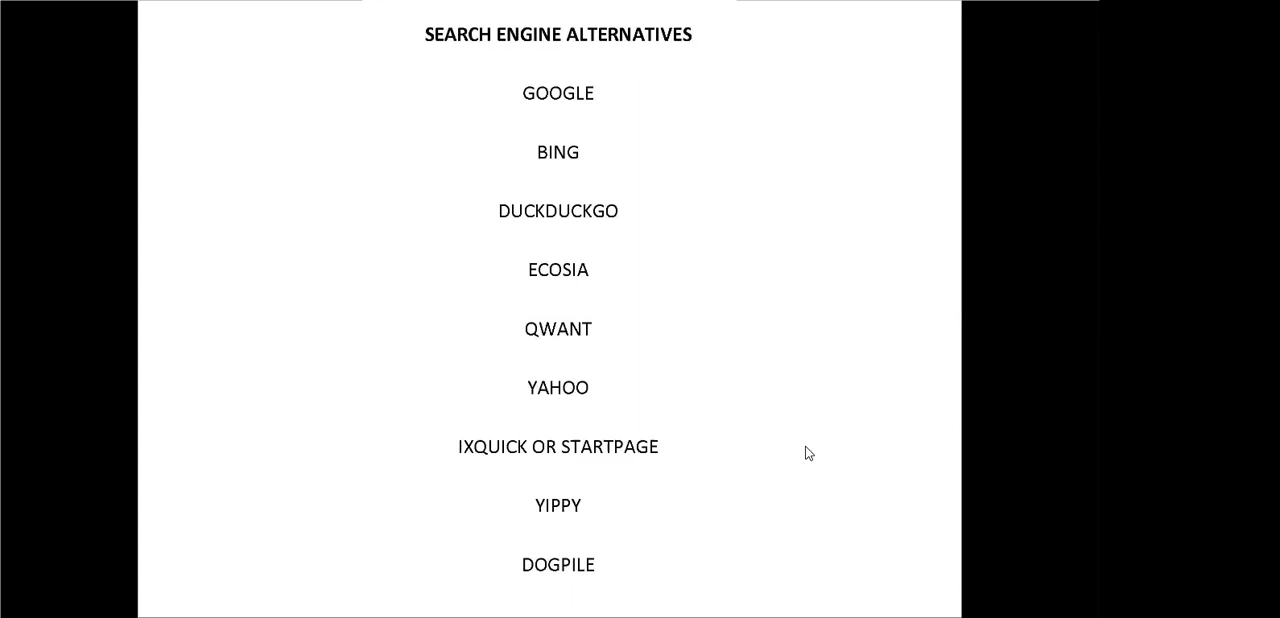 SEARCH ENGINE ALTERNATIVES
GOOGLE
BING
DUCKDUCKGO
ECOSIA
QWANT
YAHOO
IXQUICK OR STARTPAGE
YIPPY
DOGPILE